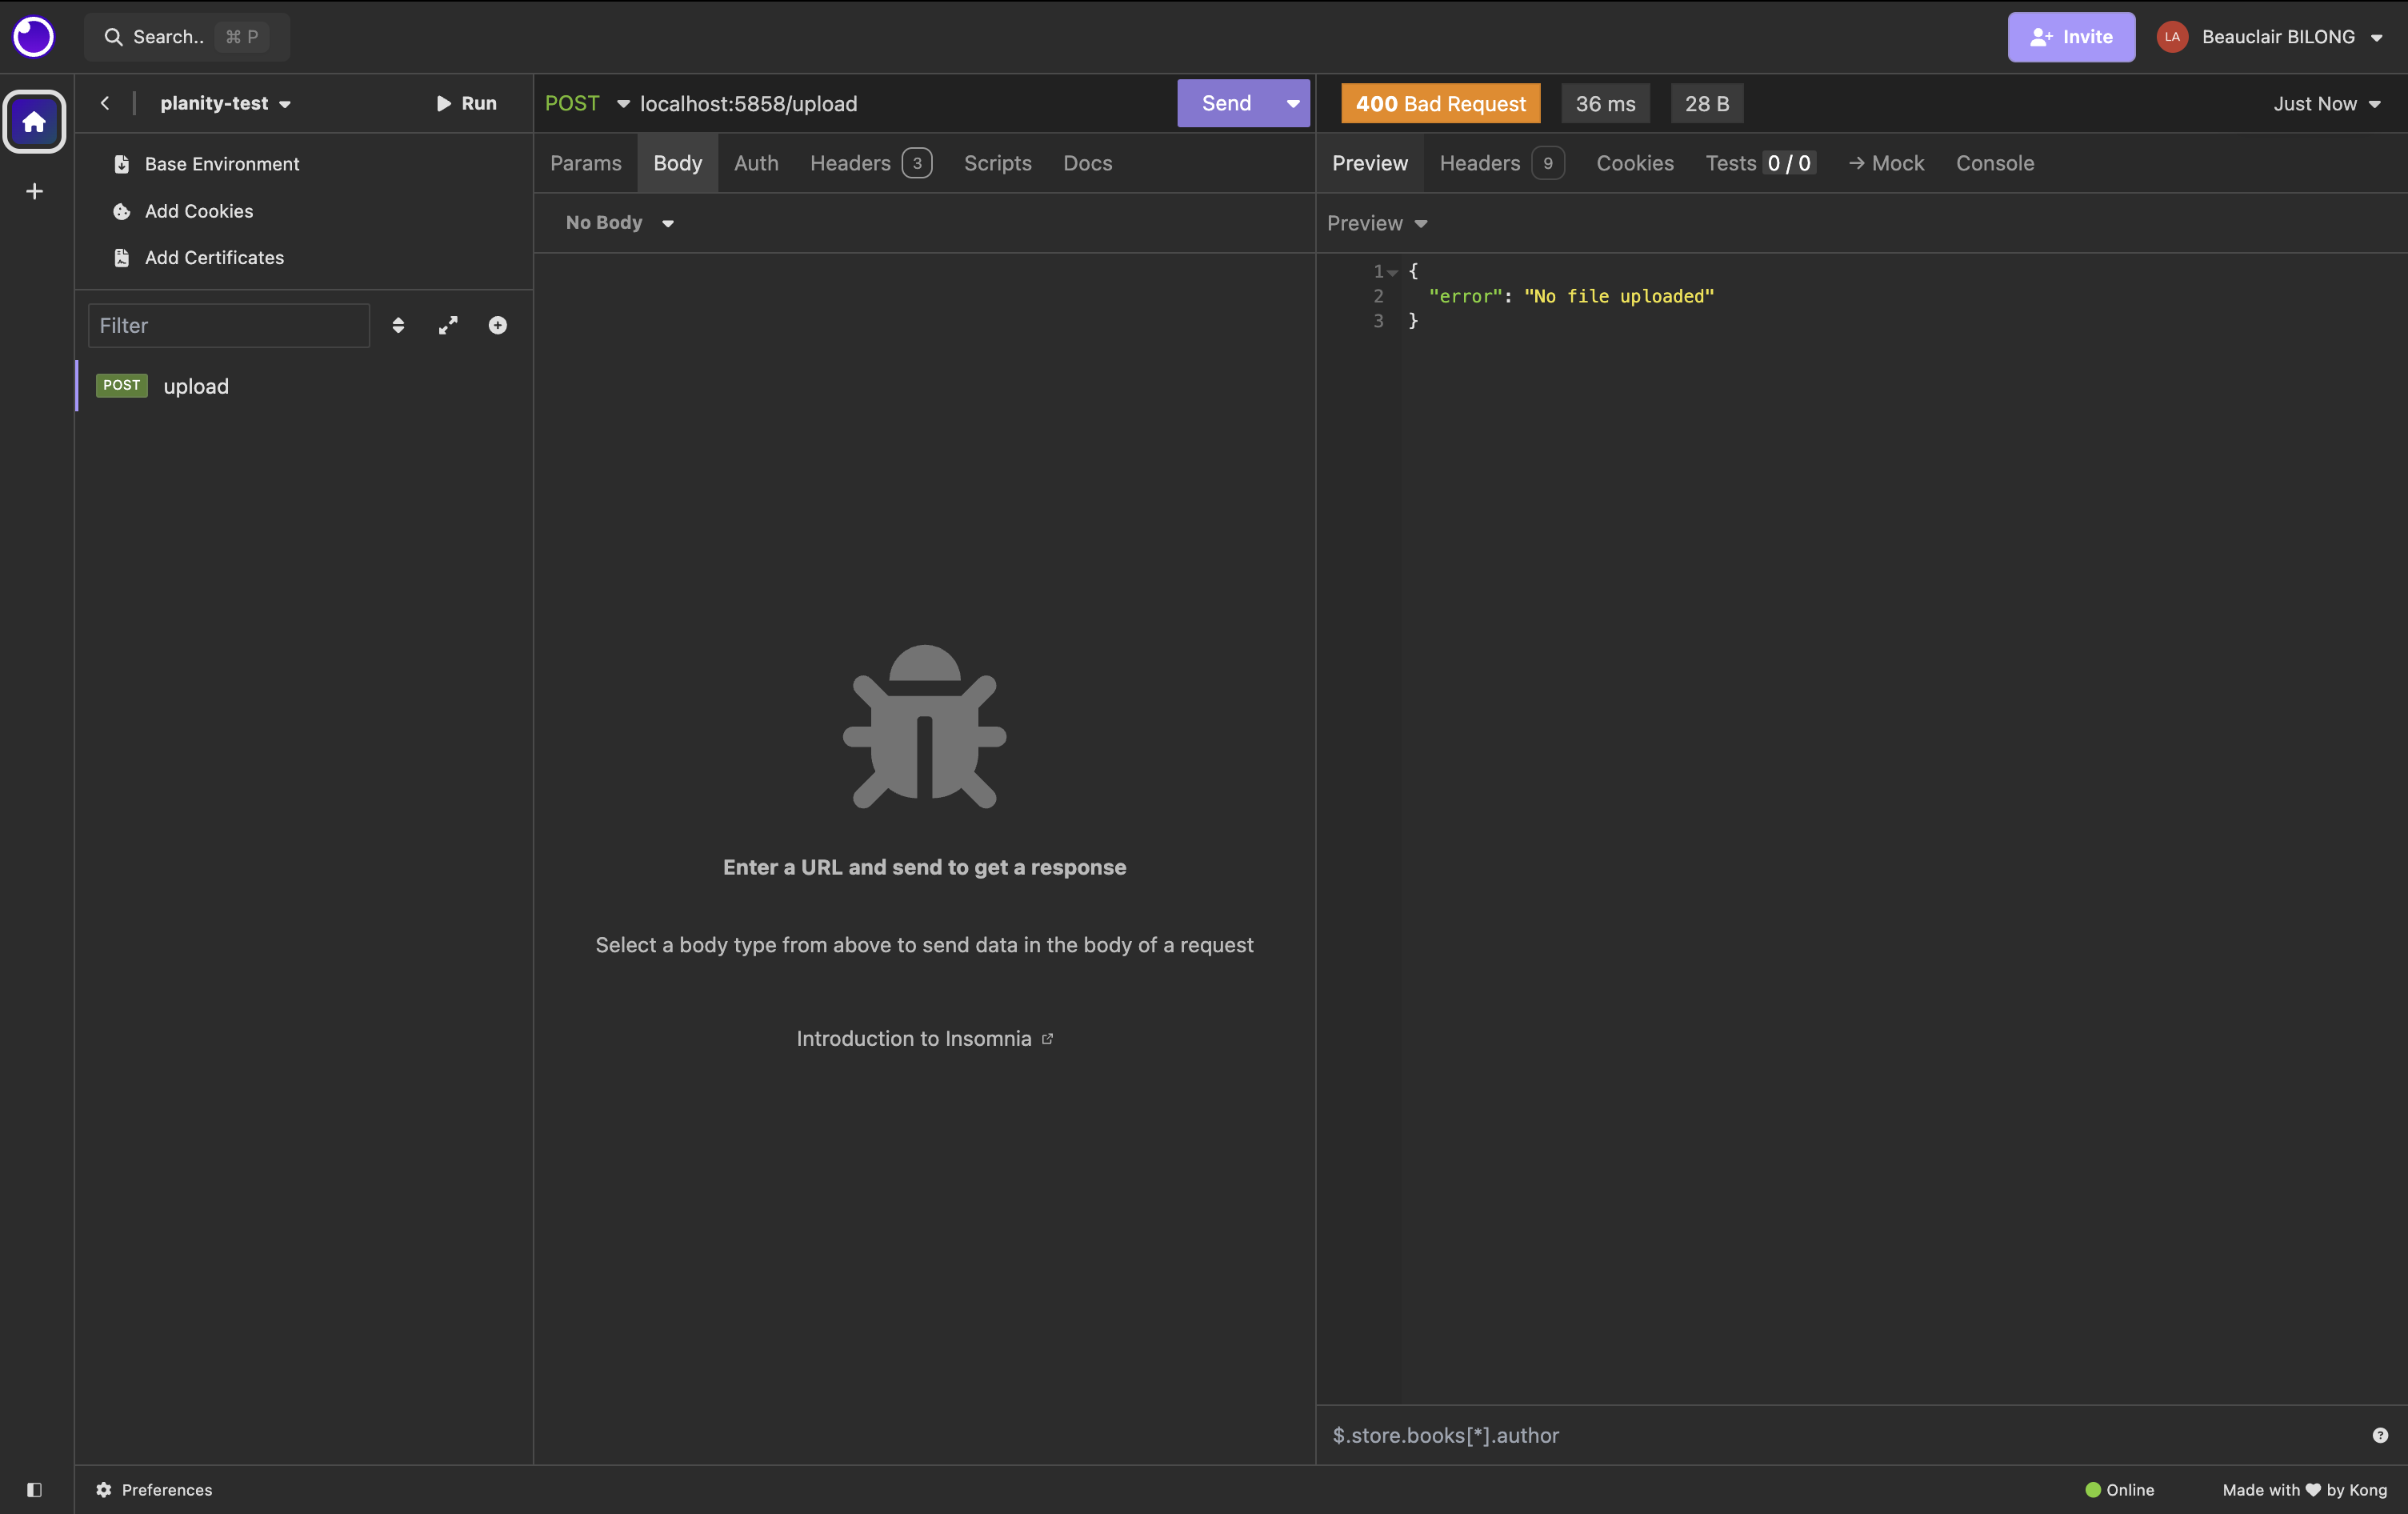 Search.. ⌘ P
Invite
LA Beauclair BILONG
planity-test
Run
POST localhost:5858/upload
Send
400 Bad Request 36 ms 28 B
Just Now
Base Environment
Add Cookies
Add Certificates
Filter
POST upload
Params Body Auth Headers 3 Scripts Docs
No Body
Enter a URL and send to get a response
Select a body type from above to send data in the body of a request
Introduction to Insomnia
Preview Headers 9 Cookies Tests 0 / 0 → Mock Console
Preview
1 {
2 "error": "No file uploaded"
3 }
$.store.books[*].author
?
Preferences
Online
Made with ♥ by Kong